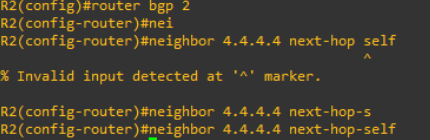 R2(config)#router bgp 2
R2(config-router)#nei
R2(config-router)#neighbor 4.4.4.4 next-hop self
^
% Invalid input detected at '^' marker.
R2(config-router)#neighbor 4.4.4.4 next-hop-s
R2(config-router)#neighbor 4.4.4.4 next-hop-self